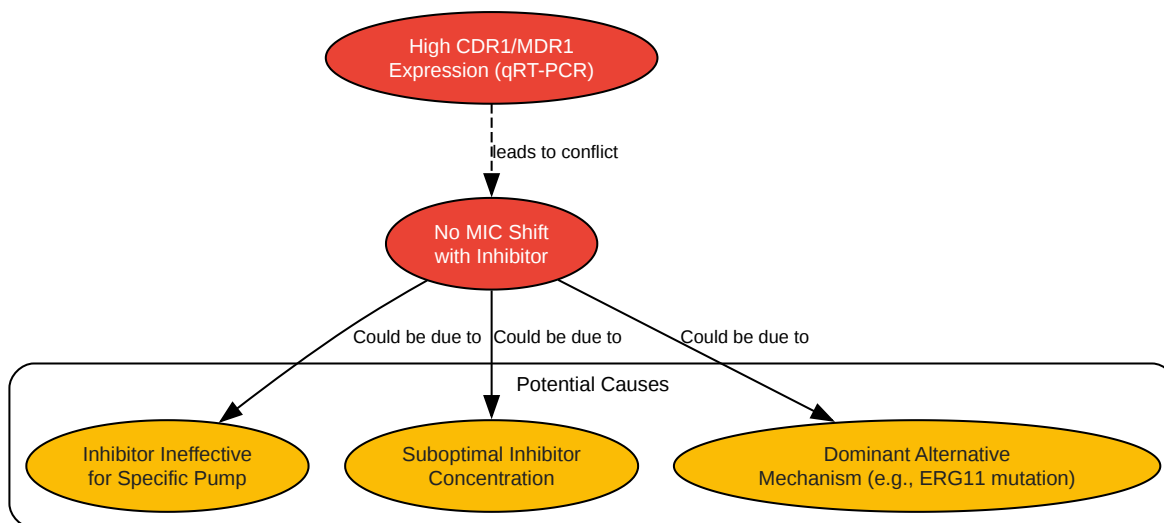 High CDR1/MDR1
Expression (qRT-PCR)
leads to conflict
No MIC Shift
with Inhibitor
Could be due to
Could be due to
Could be due to
Potential Causes
Inhibitor Ineffective
for Specific Pump
Suboptimal Inhibitor
Concentration
Dominant Alternative
Mechanism (e.g., ERG11 mutation)